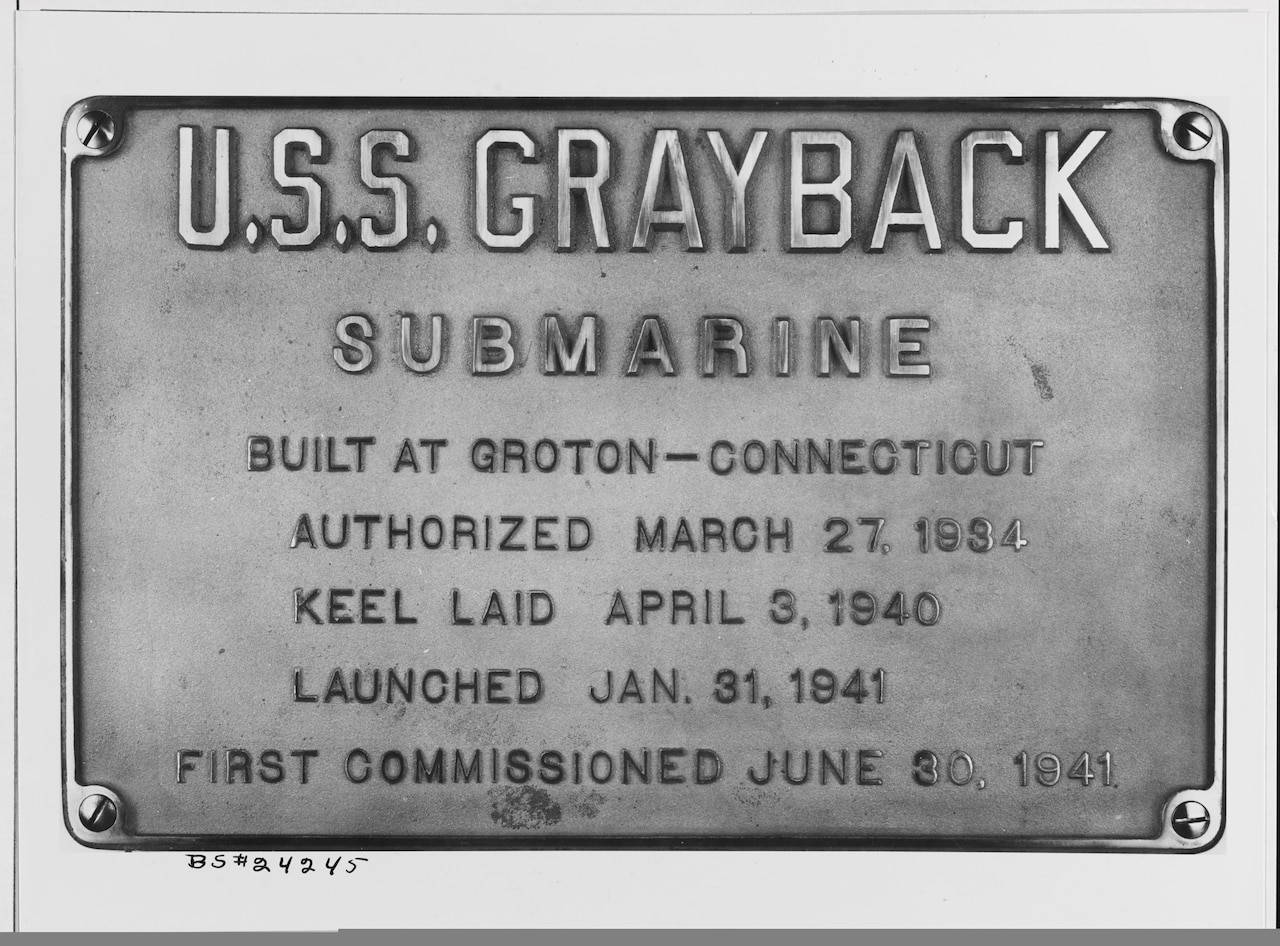 U.S.S. GRAYBACK
SUBMARINE
BUILT AT GROTON—CONNECTICUT
AUTHORIZED MARCH 27, 1934
KEEL LAID APRIL 3, 1940
LAUNCHED JAN. 31, 1941
FIRST COMMISSIONED JUNE 30, 1941.
BS#24245